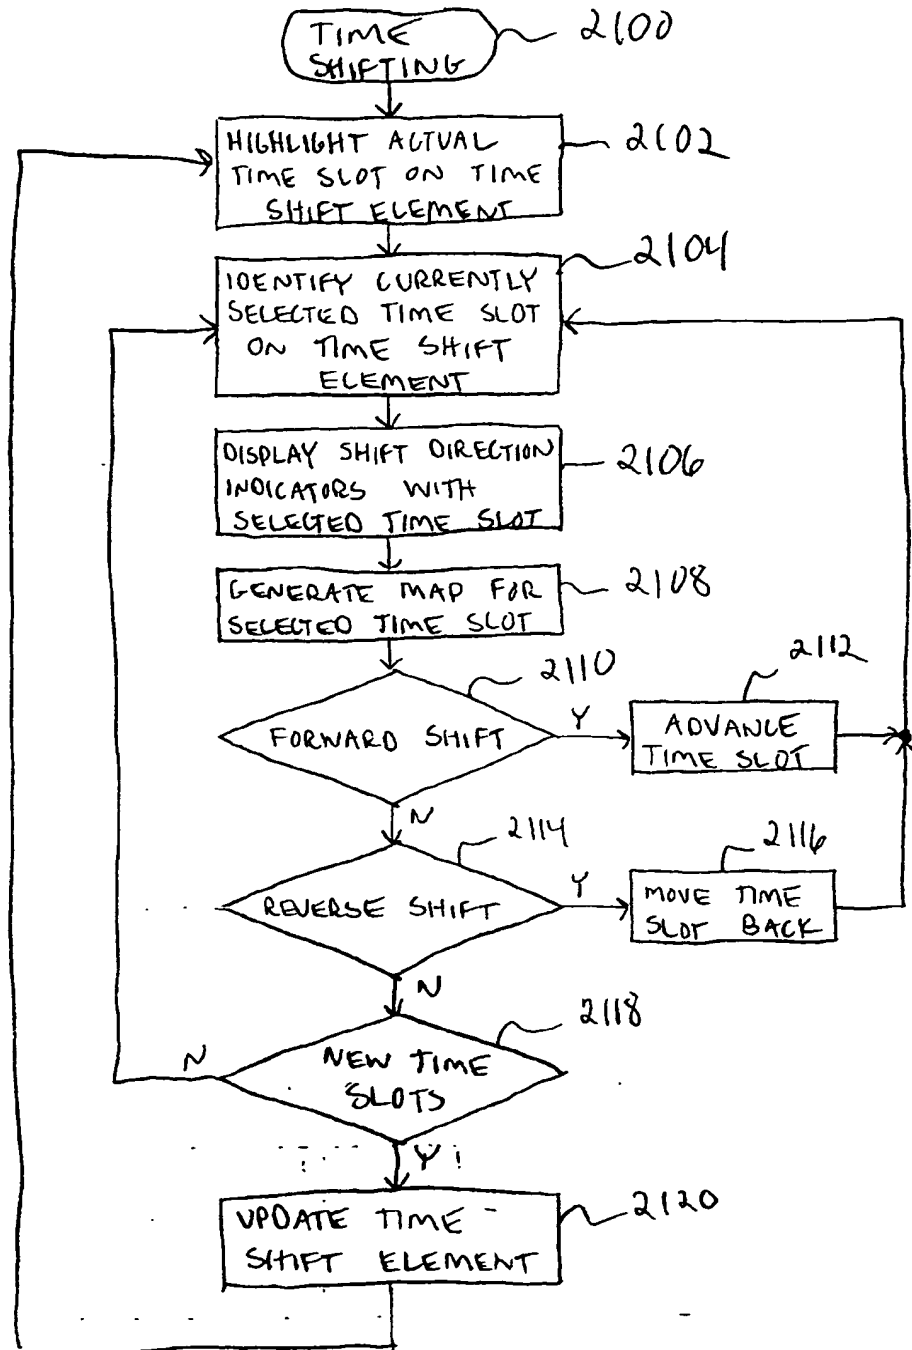 TIME
SHIFTING
2100
HIGHLIGHT ACTUAL
TIME SLOT ON TIME
SHIFT ELEMENT
2102
IDENTIFY CURRENTLY
SELECTED TIME SLOT
ON TIME SHIFT
ELEMENT
2104
DISPLAY SHIFT DIRECTION
INDICATORS WITH
SELECTED TIME SLOT
2106
GENERATE MAP FOR
SELECTED TIME SLOT
2108
FORWARD SHIFT
2110
Y
ADVANCE
TIME SLOT
2112
N
REVERSE SHIFT
2114
Y
MOVE TIME
SLOT BACK
2116
N
NEW TIME
SLOTS
2118
N
Y
UPDATE TIME-
SHIFT ELEMENT
2120